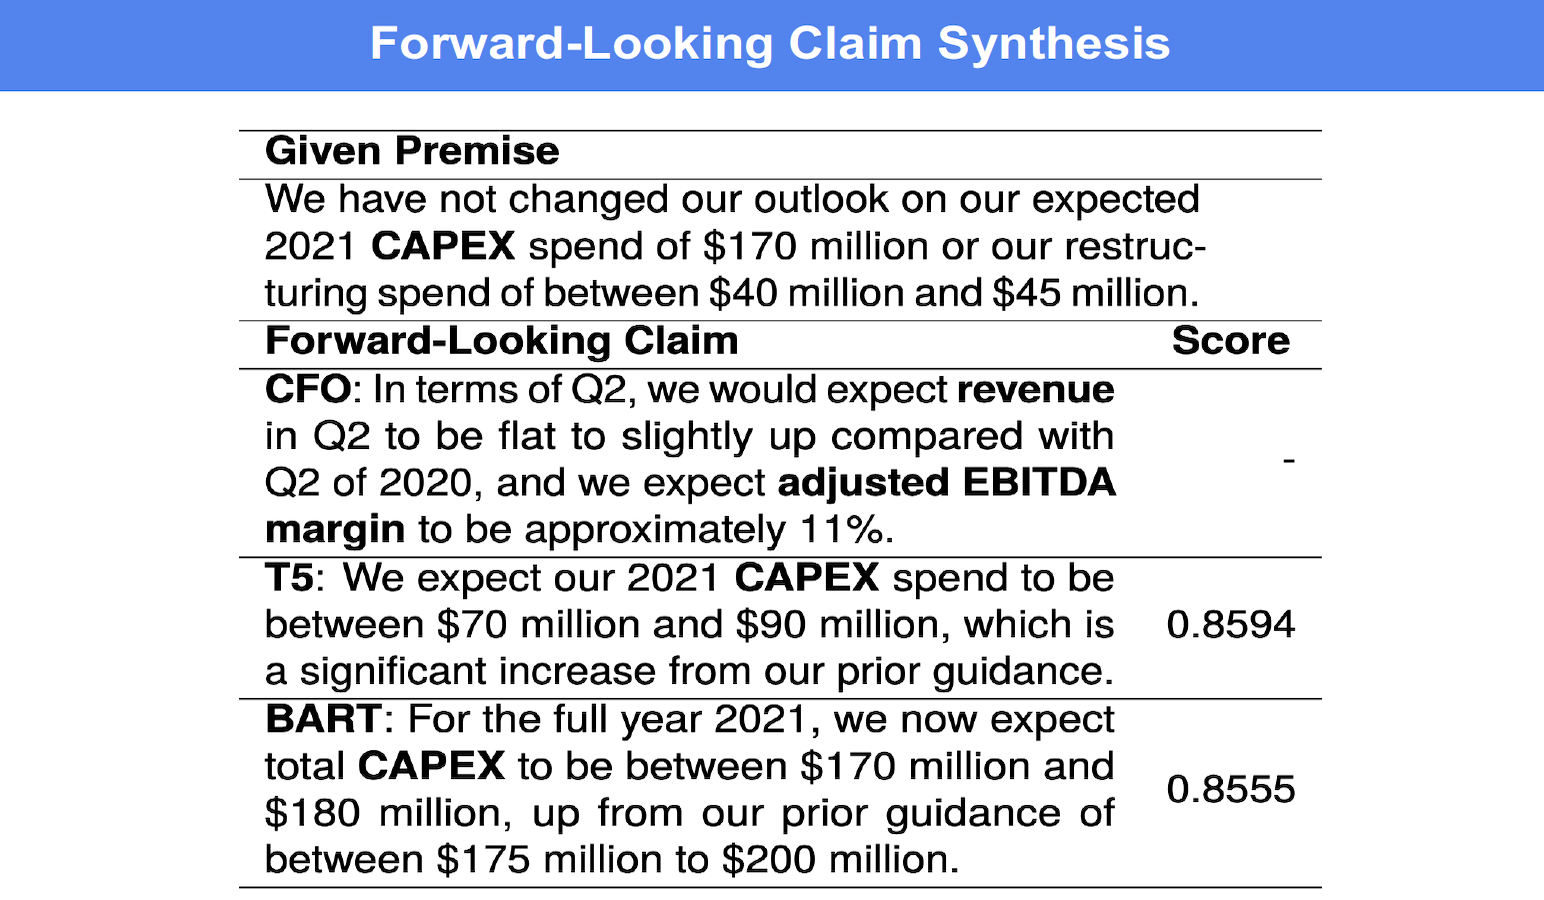 Forward-Looking Claim Synthesis
Given Premise
We have not changed our outlook on our expected
2021 CAPEX spend of $170 million or our restruc-
turing spend of between $40 million and $45 million.
Forward-Looking Claim Score
CFO: In terms of Q2, we would expect revenue
in Q2 to be flat to slightly up compared with
Q2 of 2020, and we expect adjusted EBITDA
margin to be approximately 11%.
-
T5: We expect our 2021 CAPEX spend to be
between $70 million and $90 million, which is
a significant increase from our prior guidance.
0.8594
BART: For the full year 2021, we now expect
total CAPEX to be between $170 million and
$180 million, up from our prior guidance of
between $175 million to $200 million.
0.8555